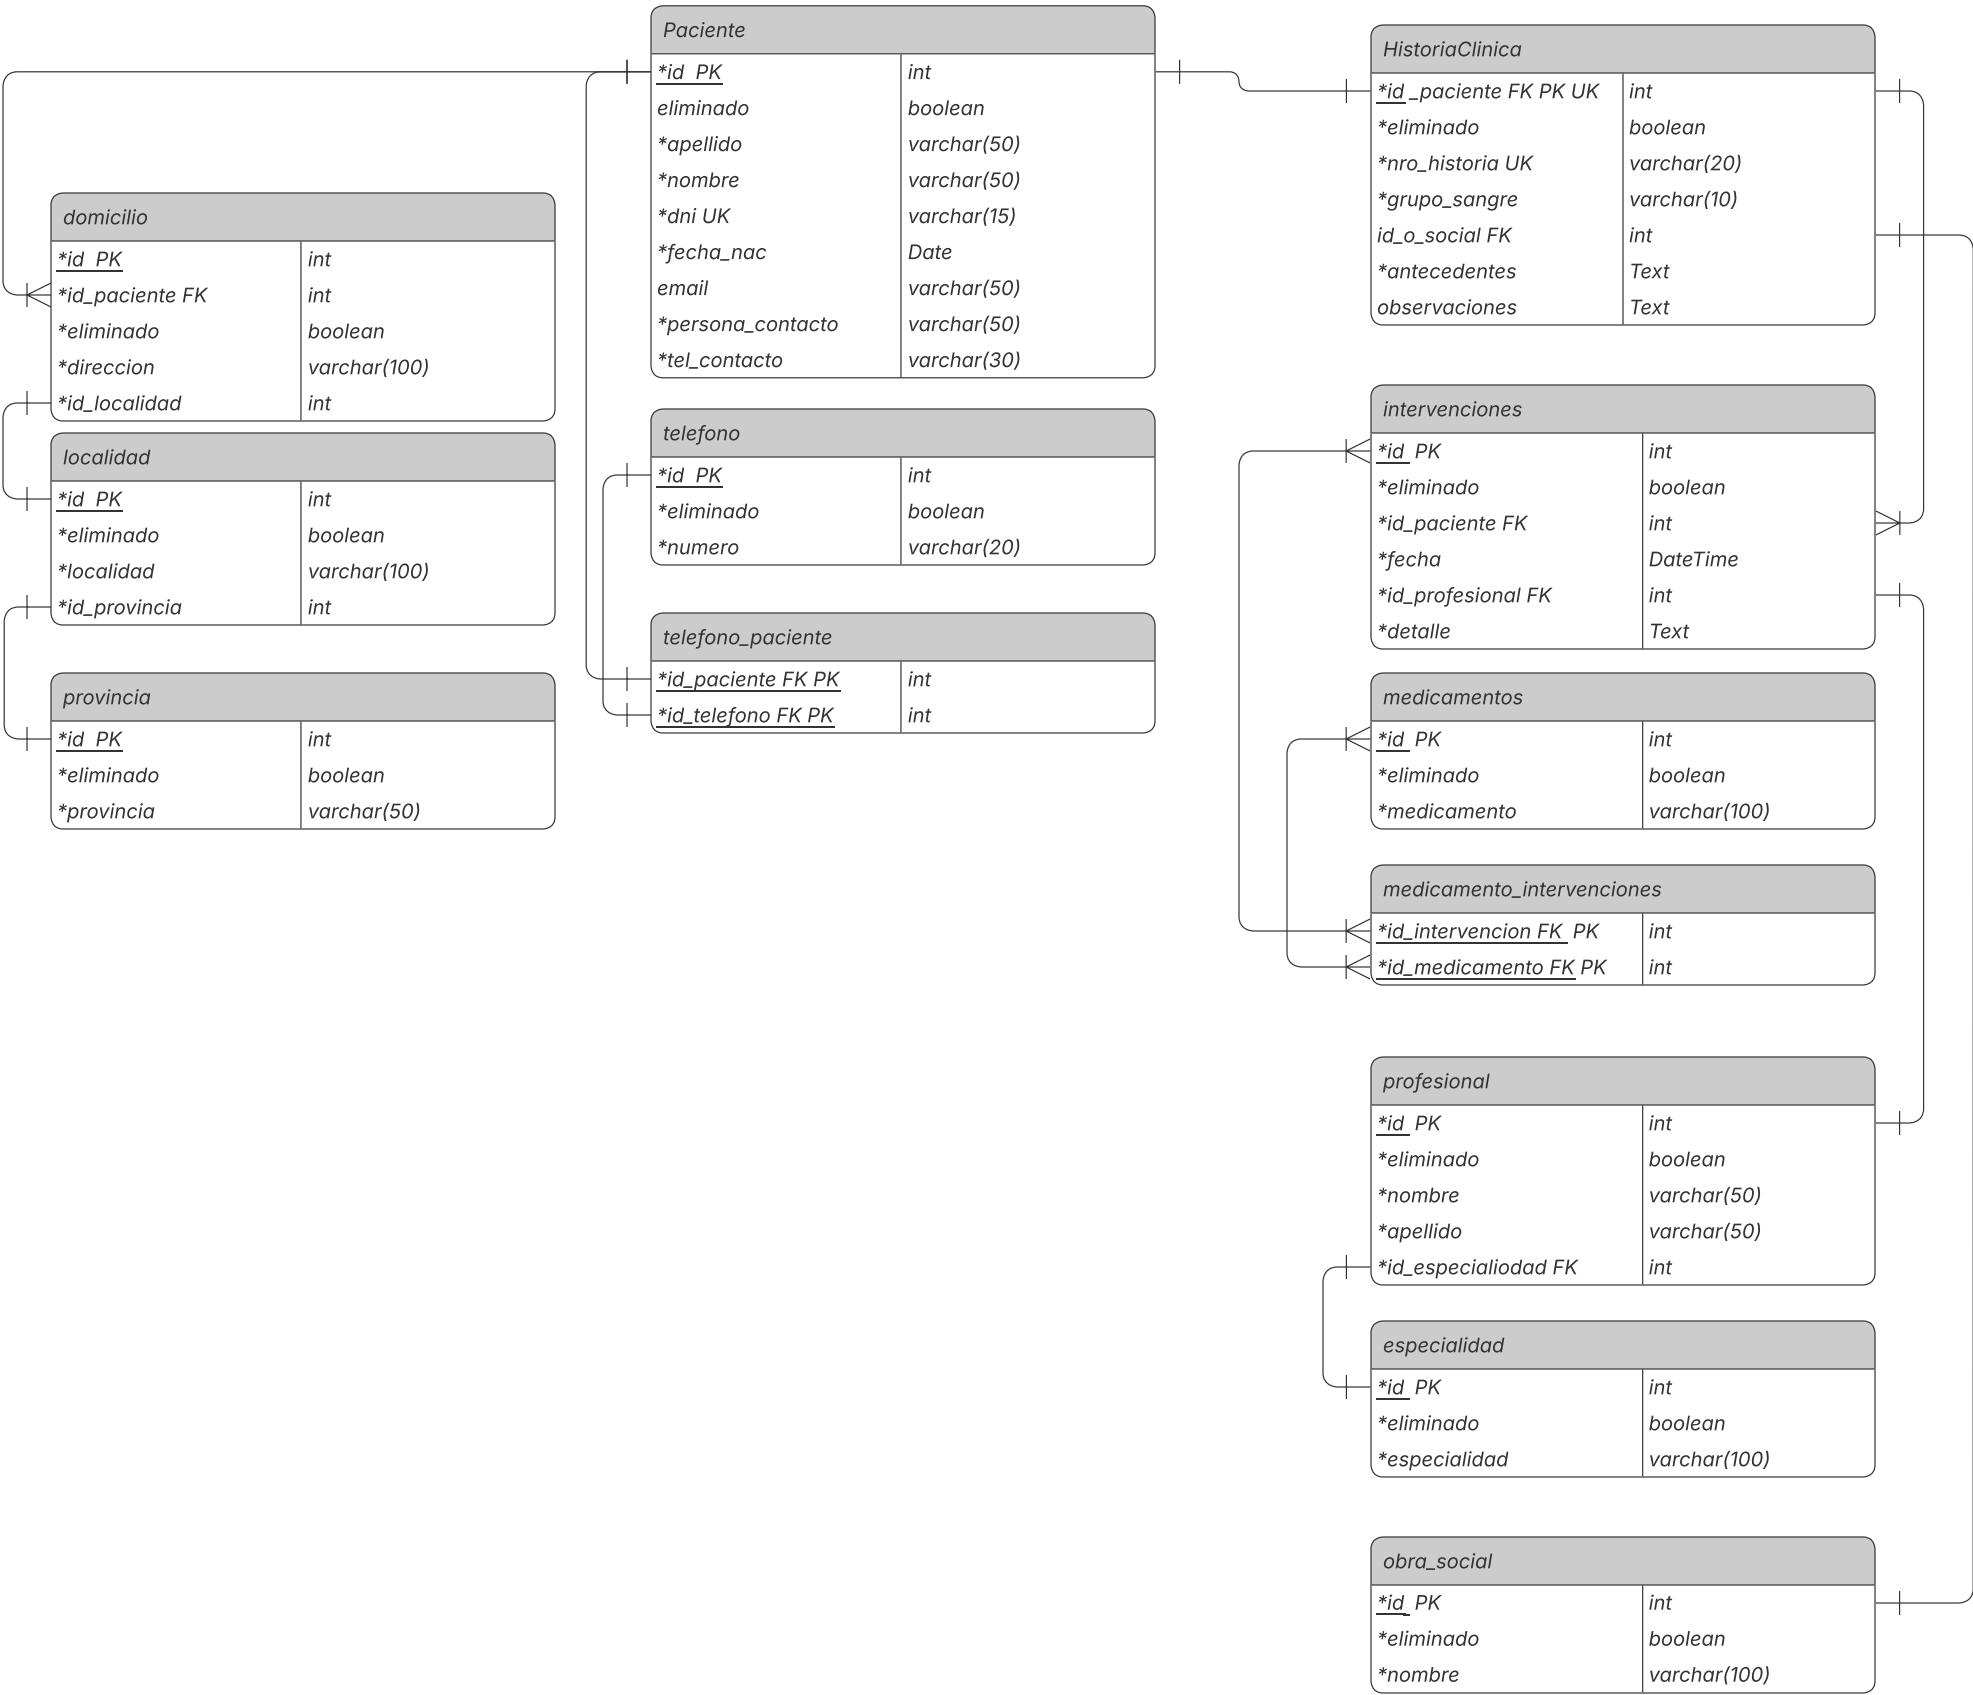 Paciente
*id PK int
eliminado boolean
*apellido varchar(50)
*nombre varchar(50)
*dni UK varchar(15)
*fecha_nac Date
email varchar(50)
*persona_contacto varchar(50)
*tel_contacto varchar(30)
HistoriaClinica
*id_paciente FK PK UK int
*eliminado boolean
*nro_historia UK varchar(20)
*grupo_sangre varchar(10)
id_o_social FK int
*antecedentes Text
observaciones Text
domicilio
*id PK int
*id_paciente FK int
*eliminado boolean
*direccion varchar(100)
*id_localidad int
localidad
*id PK int
*eliminado boolean
*localidad varchar(100)
*id_provincia int
provincia
*id PK int
*eliminado boolean
*provincia varchar(50)
telefono
*id PK int
*eliminado boolean
*numero varchar(20)
telefono_paciente
*id_paciente FK PK int
*id_telefono FK PK int
intervenciones
*id PK int
*eliminado boolean
*id_paciente FK int
*fecha DateTime
*id_profesional FK int
*detalle Text
medicamentos
*id PK int
*eliminado boolean
*medicamento varchar(100)
medicamento_intervenciones
*id_intervencion FK PK int
*id_medicamento FK PK int
profesional
*id PK int
*eliminado boolean
*nombre varchar(50)
*apellido varchar(50)
*id_especialiodad FK int
especialidad
*id PK int
*eliminado boolean
*especialidad varchar(100)
obra_social
*id PK int
*eliminado boolean
*nombre varchar(100)